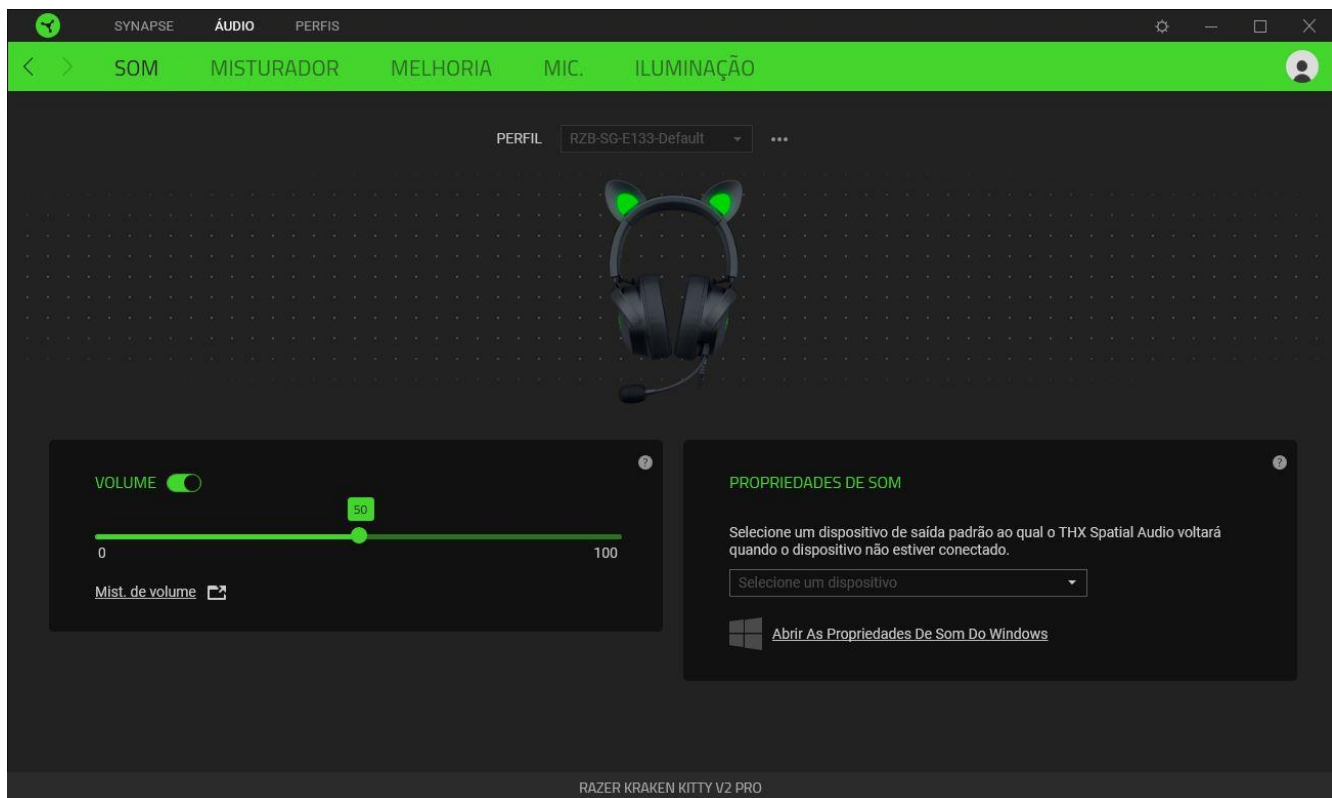 SYNAPSE ÁUDIO PERFIS
SOM MISTURADOR MELHORIA MIC. ILUMINAÇÃO
PERFIL RZB-SG-E133-Default
VOLUME
50
0 100
Mist. de volume
PROPRIEDADES DE SOM
Selecione um dispositivo de saída padrão ao qual o THX Spatial Audio voltará
quando o dispositivo não estiver conectado.
Selecione um dispositivo
Abrir As Propriedades De Som Do Windows
RAZER KRAKEN KITTY V2 PRO